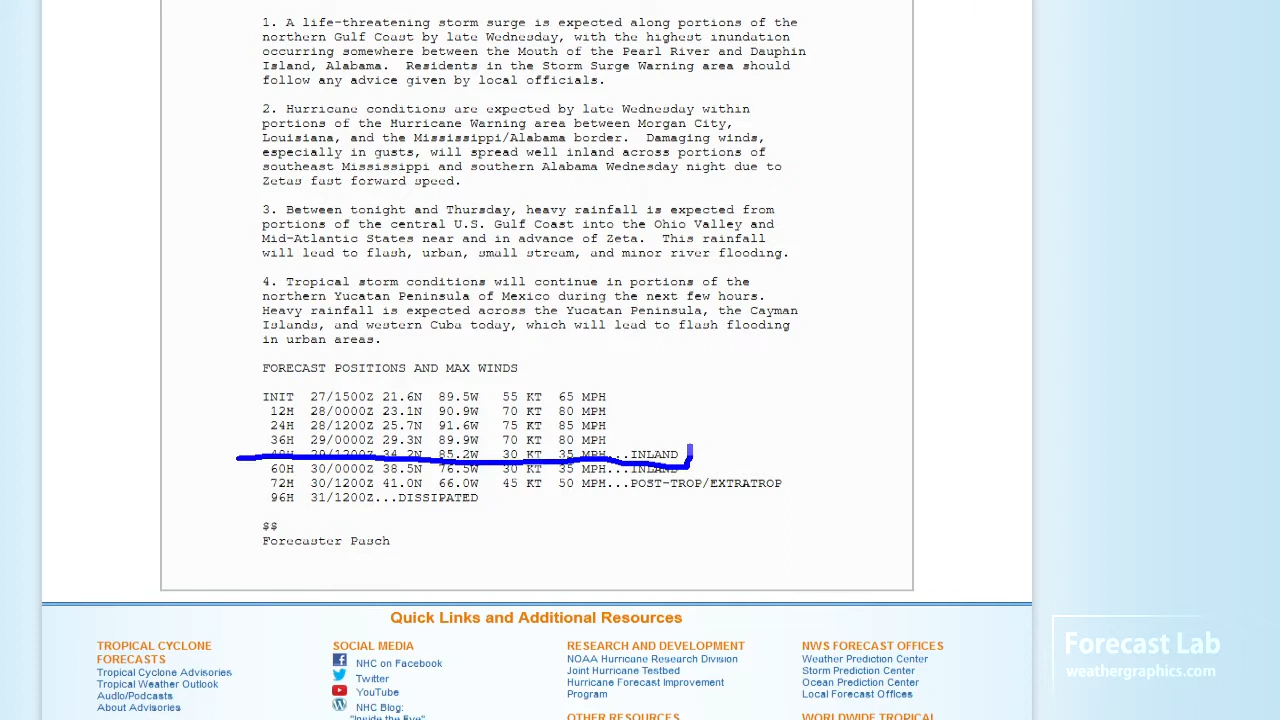 1. A life-threatening storm surge is expected along portions of the
northern Gulf Coast by late Wednesday, with the highest inundation
occurring somewhere between the Mouth of the Pearl River and Dauphin
Island, Alabama.  Residents in the Storm Surge Warning area should
follow any advice given by local officials.
2. Hurricane conditions are expected by late Wednesday within
portions of the Hurricane Warning area between Morgan City,
Louisiana, and the Mississippi/Alabama border.  Damaging winds,
especially in gusts, will spread well inland across portions of
southeast Mississippi and southern Alabama Wednesday night due to
Zetas fast forward speed.
3. Between tonight and Thursday, heavy rainfall is expected from
portions of the central U.S. Gulf Coast into the Ohio Valley and
Mid-Atlantic States near and in advance of Zeta.  This rainfall
will lead to flash, urban, small stream, and minor river flooding.
4. Tropical storm conditions will continue in portions of the
northern Yucatan Peninsula of Mexico during the next few hours.
Heavy rainfall is expected across the Yucatan Peninsula, the Cayman
Islands, and western Cuba today, which will lead to flash flooding
in urban areas.
FORECAST POSITIONS AND MAX WINDS
INIT  27/1500Z 21.6N  89.5W   55 KT  65 MPH
12H  28/0000Z 23.1N  90.9W   70 KT  80 MPH
24H  28/1200Z 25.7N  91.6W   75 KT  85 MPH
36H  29/0000Z 29.3N  89.9W   70 KT  80 MPH
48H  29/1200Z 34.2N  85.2W   30 KT  35 MPH...INLAND
60H  30/0000Z 38.5N  76.5W   30 KT  35 MPH...INLAND
72H  30/1200Z 41.0N  66.0W   45 KT  50 MPH...POST-TROP/EXTRATROP
96H  31/1200Z...DISSIPATED
$$
Forecaster Pasch
Quick Links and Additional Resources
TROPICAL CYCLONE
FORECASTS
Tropical Cyclone Advisories
Tropical Weather Outlook
Audio/Podcasts
About Advisories
SOCIAL MEDIA
NHC on Facebook
Twitter
YouTube
NHC Blog:
"Inside the Eye"
RESEARCH AND DEVELOPMENT
NOAA Hurricane Research Division
Joint Hurricane Testbed
Hurricane Forecast Improvement
Program
OTHER RESOURCES
NWS FORECAST OFFICES
Weather Prediction Center
Storm Prediction Center
Ocean Prediction Center
Local Forecast Offices
WORLDWIDE TROPICAL
Forecast Lab
weathergraphics.com